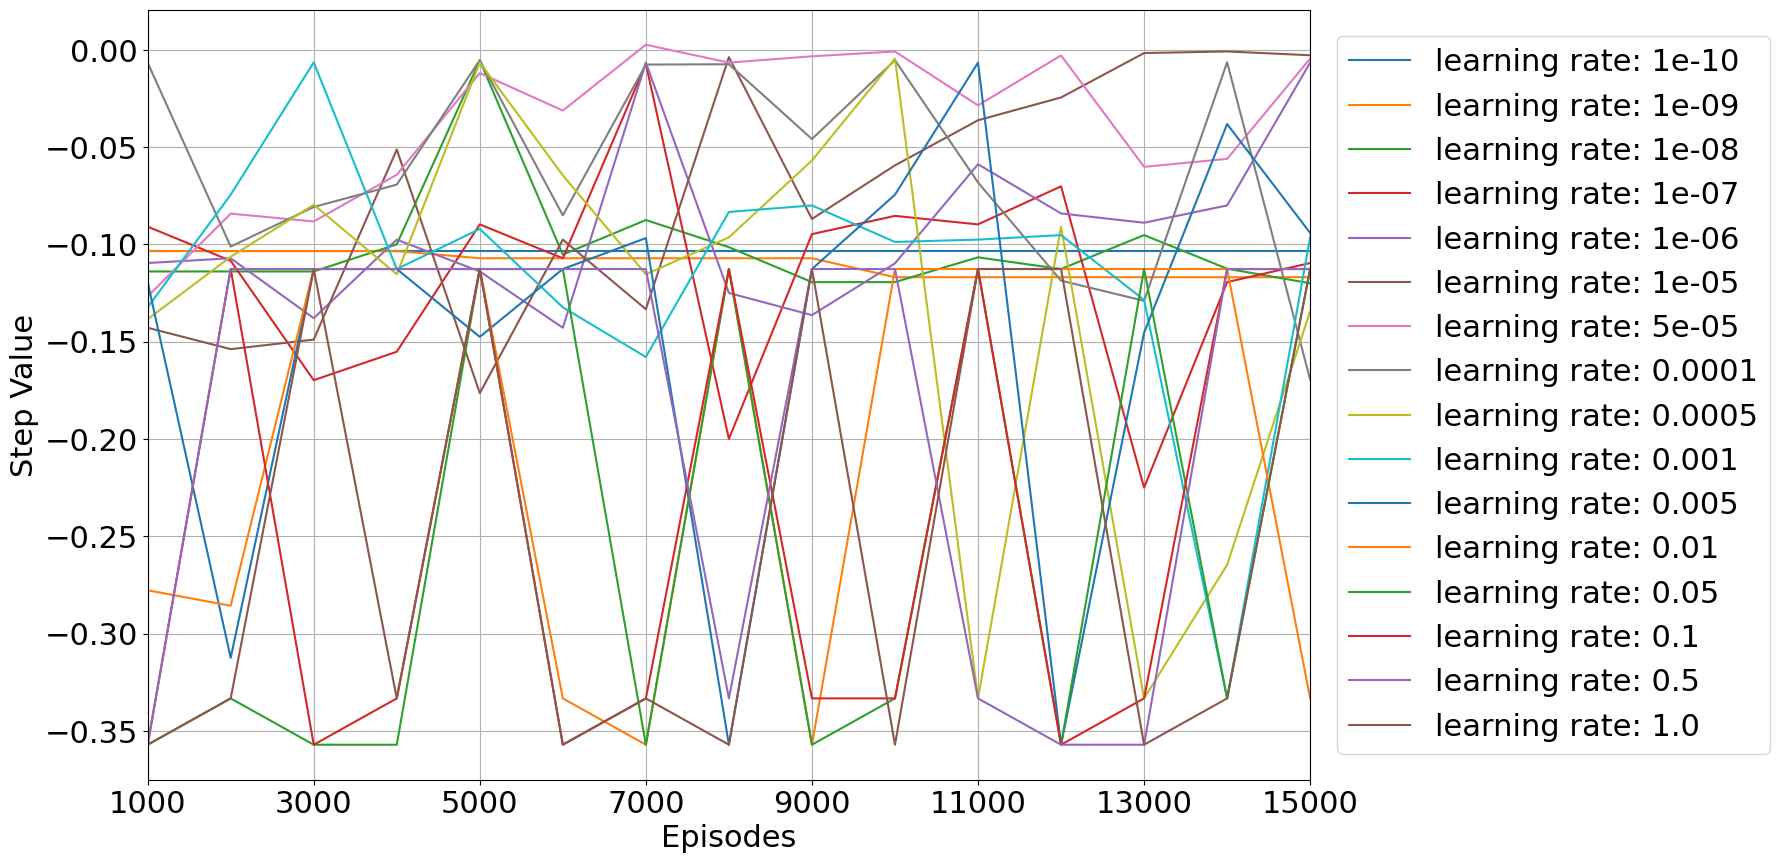 0.00
−0.05
−0.10
−0.15
−0.20
−0.25
−0.30
−0.35
Step Value
1000 3000 5000 7000 9000 11000 13000 15000
Episodes
learning rate: 1e-10
learning rate: 1e-09
learning rate: 1e-08
learning rate: 1e-07
learning rate: 1e-06
learning rate: 1e-05
learning rate: 5e-05
learning rate: 0.0001
learning rate: 0.0005
learning rate: 0.001
learning rate: 0.005
learning rate: 0.01
learning rate: 0.05
learning rate: 0.1
learning rate: 0.5
learning rate: 1.0